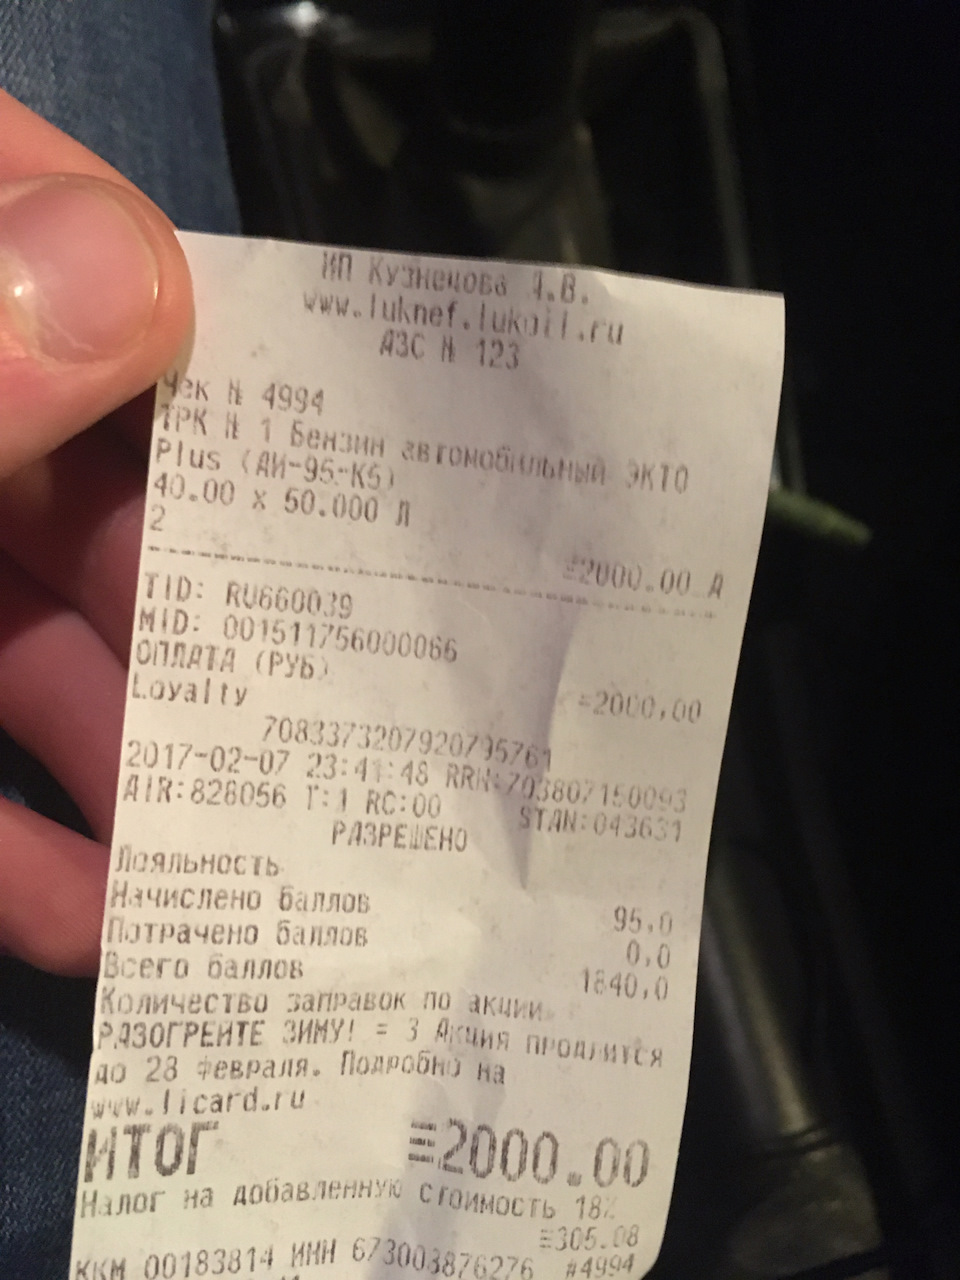 ИП Кузнецова Л.В.
www.luknef.lukoil.ru
АЗС № 123
Чек № 4994
ТРК № 1 Бензин автомобильный ЭКТО
Plus (АИ-95-К5)
40.00 x 50.000 Л
2
≡2000.00 А
TID: RU660039
MID: 001511756000066
ОПЛАТА (РУБ)
=2000,00
Loyalty
7083373207920795761
2017-02-07 23:41:48 RRN:703807150093
AIR:828056 T:1 RC:00 STAN:043631
РАЗРЕШЕНО
Лояльность
Начислено баллов 95,0
Потрачено баллов 0,0
Всего баллов 1840,0
Количество заправок по акции
РАЗОГРЕЙТЕ ЗИМУ! = 3 Акция продлится
до 28 февраля. Подробно на
www.licard.ru
ИТОГ ≡2000.00
Налог на добавленную стоимость 18%
≡305.08
ККМ 00183814 ИНН 673003876276 #4994